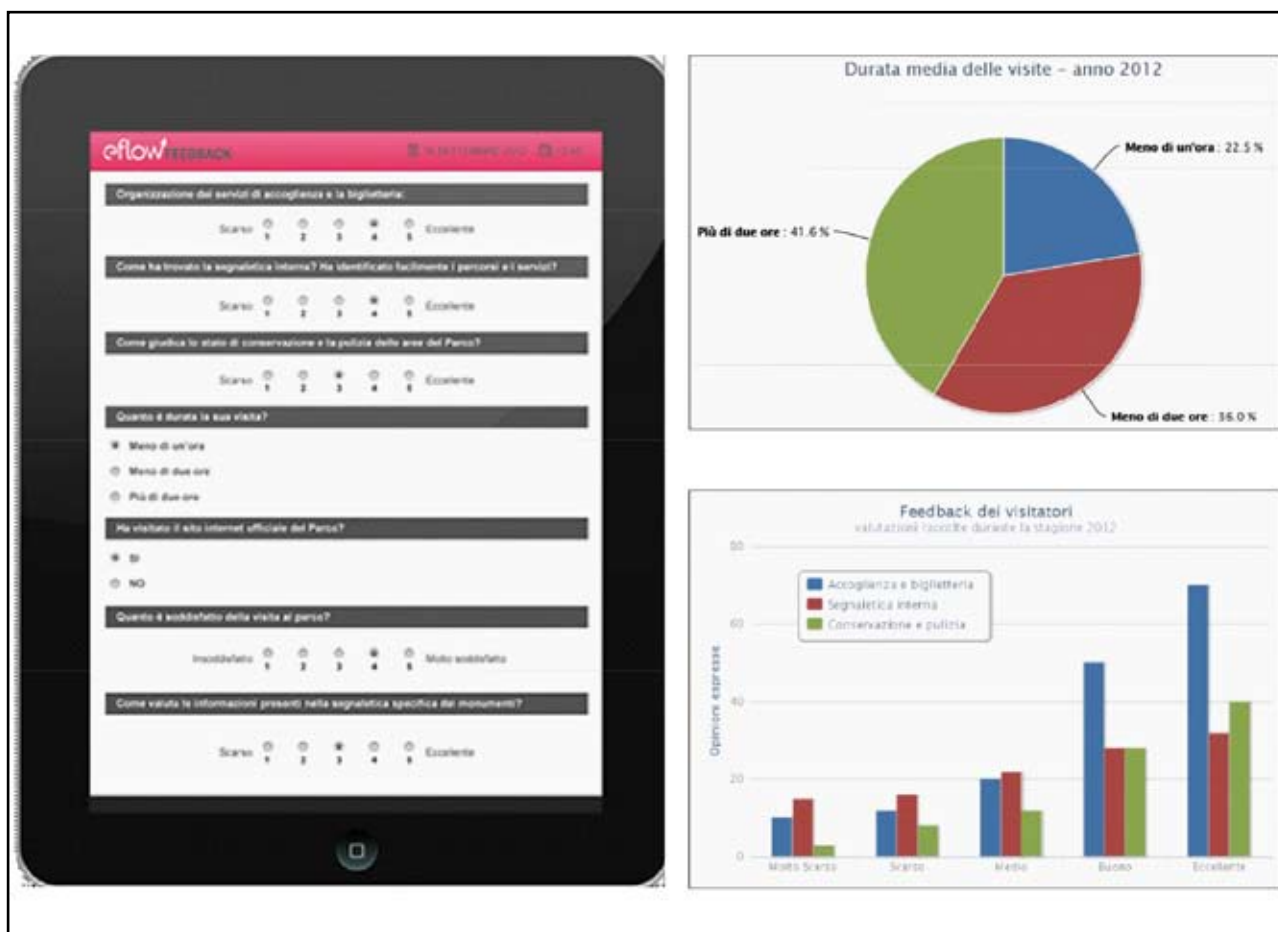 eflow FEEDBACK
Organizzazione dei servizi di accoglienza e la biglietteria:
Scarso 1 2 3 4 5 Eccellente
Come ha trovato la segnaletica interna? Ha identificato facilmente i percorsi e i servizi?
Scarso 1 2 3 4 5 Eccellente
Come giudica lo stato di conservazione e la pulizia delle aree del Parco?
Scarso 1 2 3 4 5 Eccellente
Quanto è durata la sua visita?
Meno di un'ora
Meno di due ore
Più di due ore
Ha visitato il sito internet ufficiale del Parco?
SI
NO
Quanto è soddisfatto della visita al parco?
Insoddisfatto 1 2 3 4 5 Molto soddisfatto
Come valuta le informazioni presenti nella segnaletica specifica dei monumenti?
Scarso 1 2 3 4 5 Eccellente
Durata media delle visite – anno 2012
Meno di un'ora : 22.5 %
Più di due ore : 41.6 %
Meno di due ore : 36.0 %
Feedback dei visitatori
valutazioni raccolte durante la stagione 2012
80
60
40
20
0
Opiniore espresse
Accoglienza e biglietteria
Segnaletica interna
Conservazione e pulizia
Molto Scarso
Scarso
Medio
Buono
Eccellente